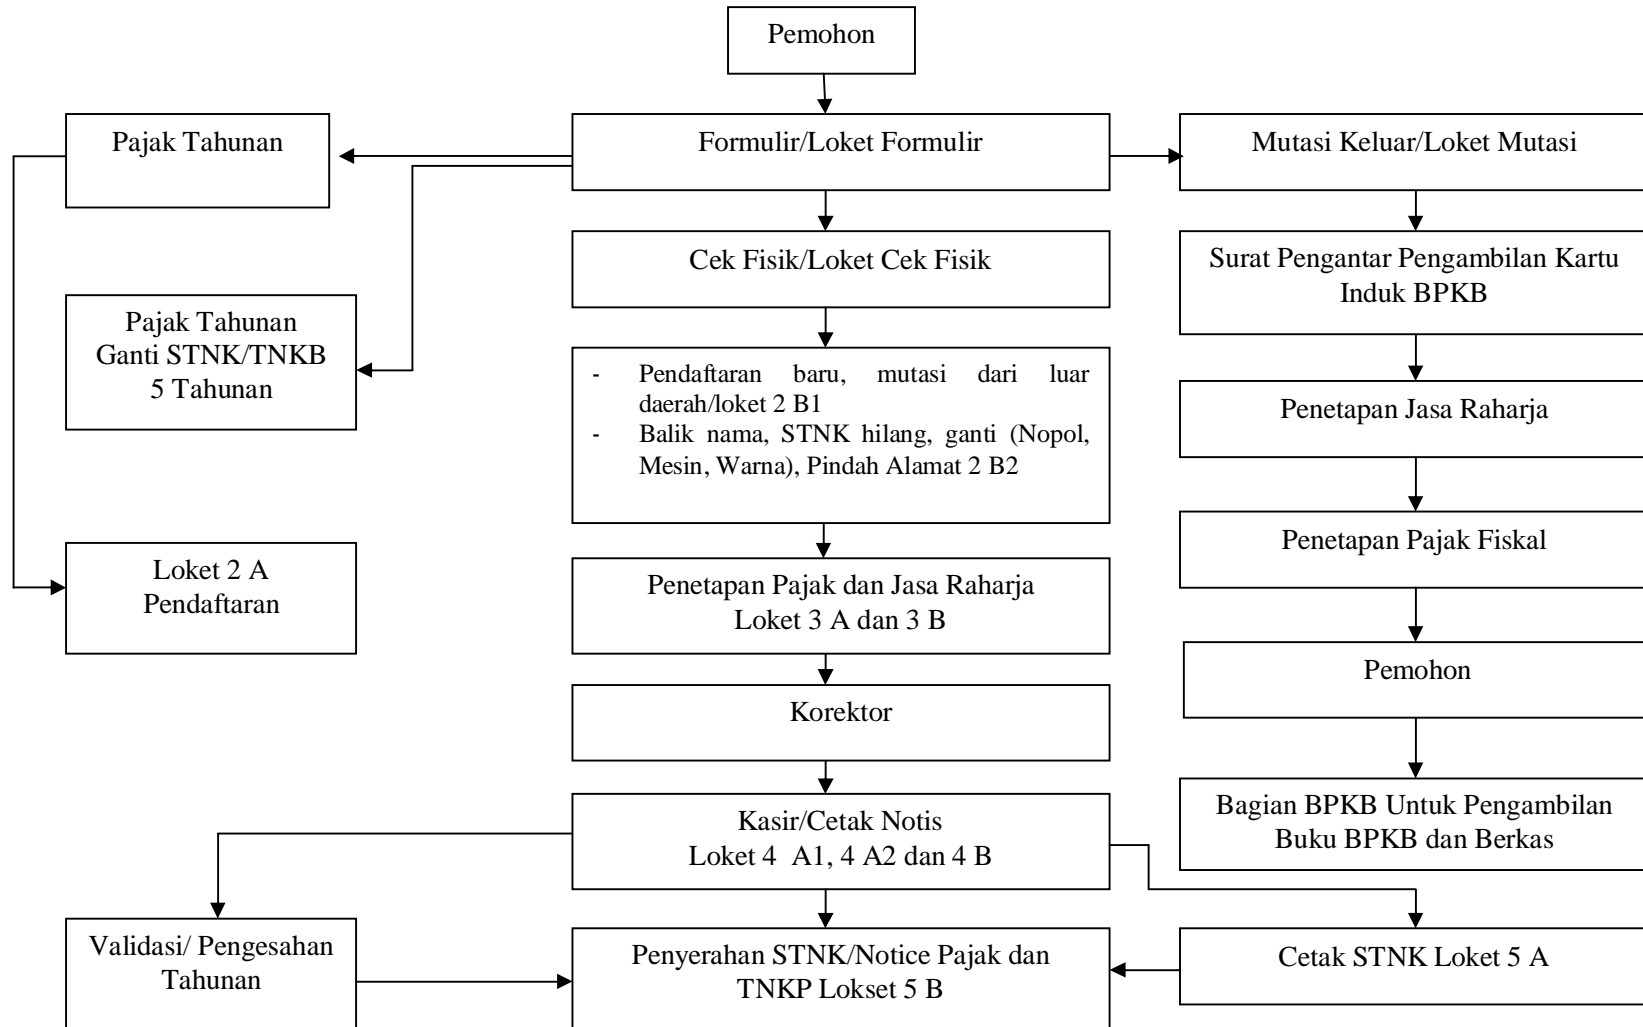 Pemohon
Pajak Tahunan
Formulir/Loket Formulir
Mutasi Keluar/Loket Mutasi
Cek Fisik/Loket Cek Fisik
Surat Pengantar Pengambilan Kartu
Induk BPKB
Pajak Tahunan
Ganti STNK/TNKB
5 Tahunan
- Pendaftaran baru, mutasi dari luar
daerah/loket 2 B1
- Balik nama, STNK hilang, ganti (Nopol,
Mesin, Warna), Pindah Alamat 2 B2
Penetapan Jasa Raharja
Penetapan Pajak Fiskal
Loket 2 A
Pendaftaran
Penetapan Pajak dan Jasa Raharja
Loket 3 A dan 3 B
Pemohon
Korektor
Kasir/Cetak Notis
Loket 4 A1, 4 A2 dan 4 B
Bagian BPKB Untuk Pengambilan
Buku BPKB dan Berkas
Validasi/ Pengesahan
Tahunan
Penyerahan STNK/Notice Pajak dan
TNKP Lokset 5 B
Cetak STNK Loket 5 A